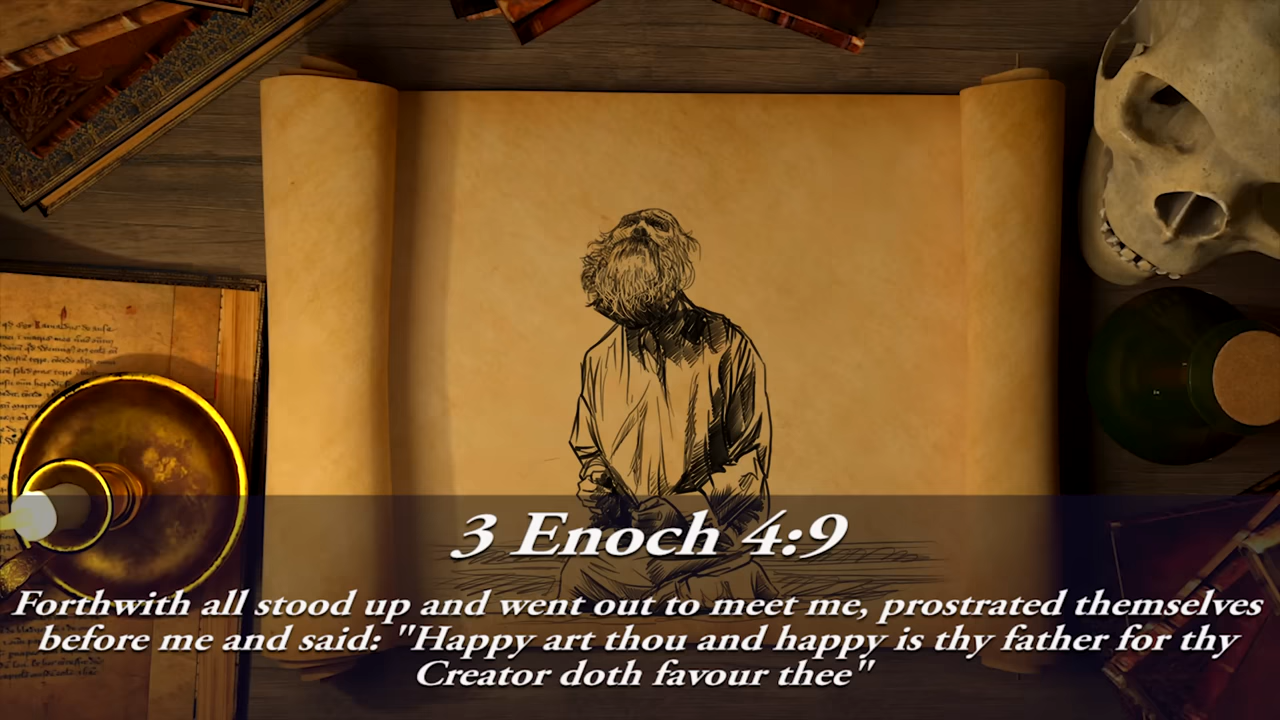 3 Enoch 4:9
Forthwith all stood up and went out to meet me, prostrated themselves
before me and said: "Happy art thou and happy is thy father for thy
Creator doth favour thee"